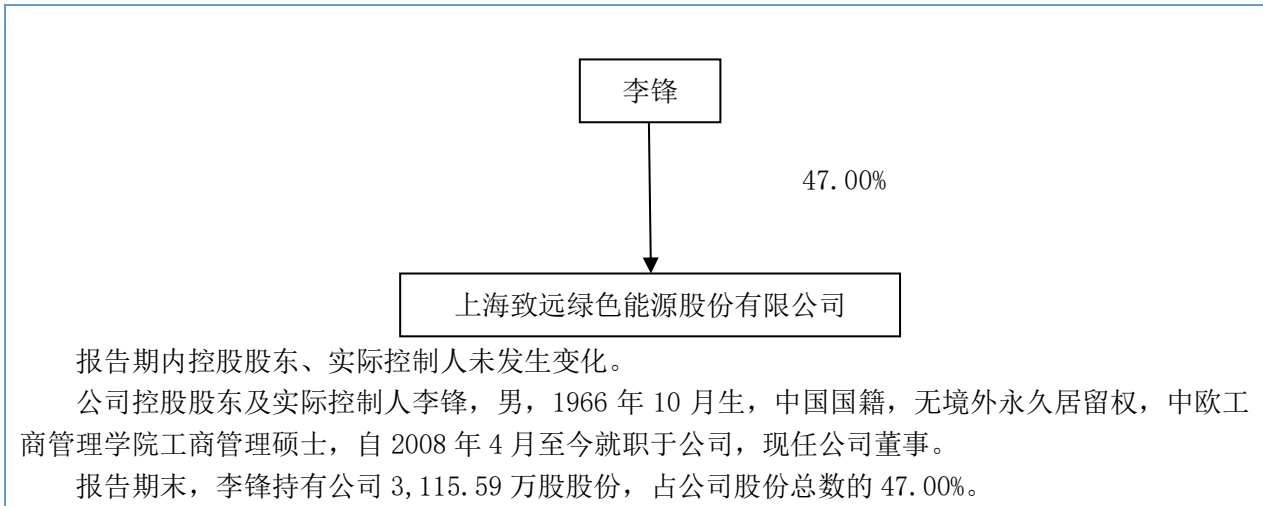 李锋
47.00%
上海致远绿色能源股份有限公司
报告期内控股股东、实际控制人未发生变化。
公司控股股东及实际控制人李锋，男，1966 年 10 月生，中国国籍，无境外永久居留权，中欧工
商管理学院工商管理硕士，自 2008 年 4 月至今就职于公司，现任公司董事。
报告期末，李锋持有公司 3,115.59 万股股份，占公司股份总数的 47.00%。